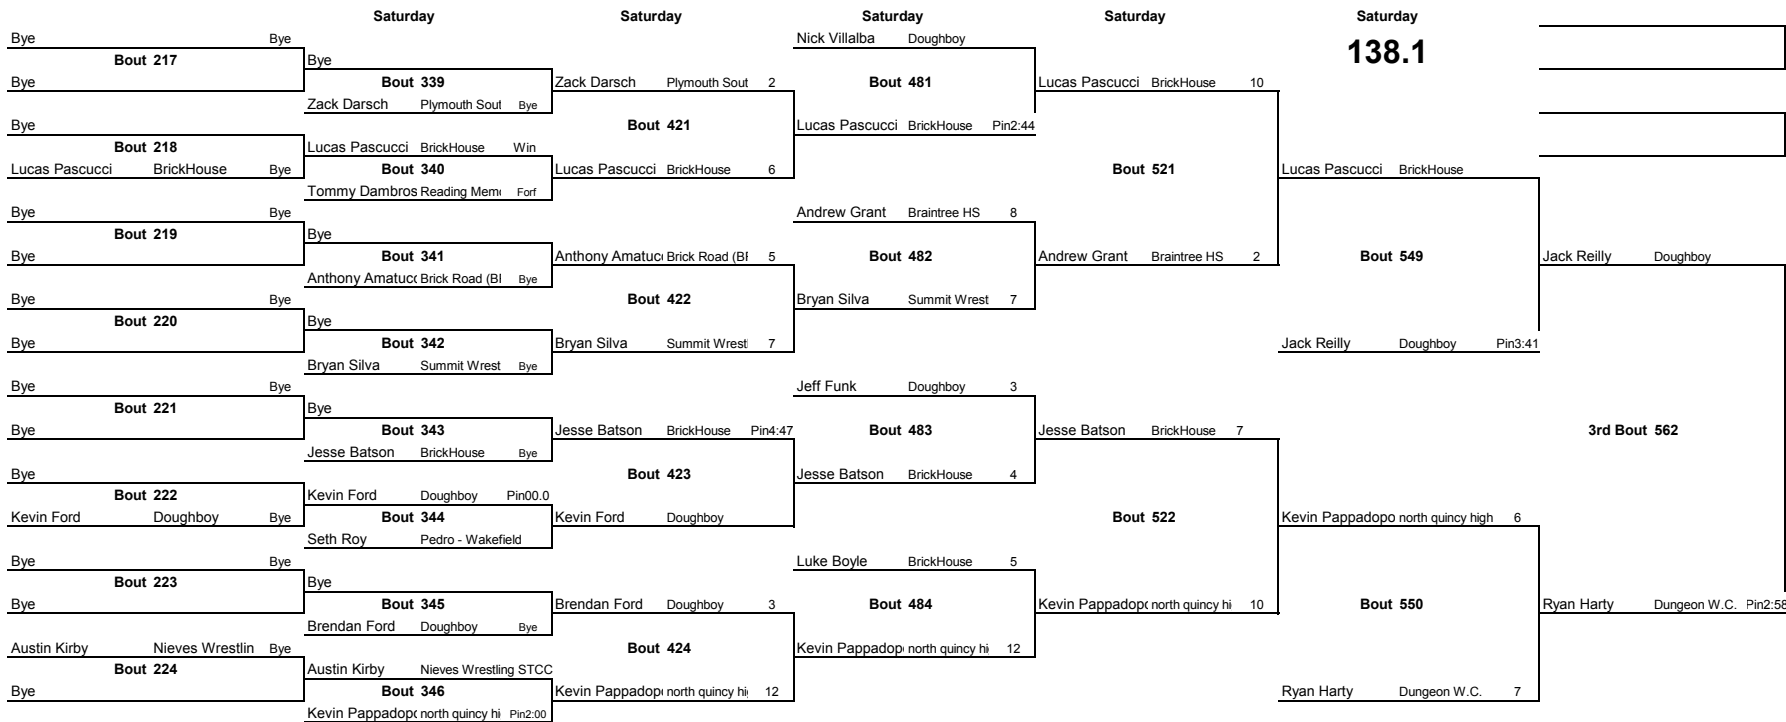 Saturday Saturday Saturday Saturday Saturday
Bye Bye Nick Villalba Doughboy
138.1
Bout 217 Bye
Bye Bout 339 Zack Darsch Plymouth Sout 2 Bout 481 Lucas Pascucci BrickHouse 10
Zack Darsch Plymouth Sout Bye
Bye Bout 421 Lucas Pascucci BrickHouse Pin2:44
Bout 218 Lucas Pascucci BrickHouse Win
Lucas Pascucci BrickHouse Bye Bout 340 Lucas Pascucci BrickHouse 6 Bout 521 Lucas Pascucci BrickHouse
Tommy Dambros Reading Mem Forf
Bye Bye Andrew Grant Braintree HS 8
Bout 219 Bye
Bye Bout 341 Anthony Amatuc Brick Road (B 5 Bout 482 Andrew Grant Braintree HS 2 Bout 549 Jack Reilly Doughboy
Anthony Amatuc Brick Road (B Bye
Bye Bye Bout 422 Bryan Silva Summit Wrest 7
Bout 220 Bye
Bye Bout 342 Bryan Silva Summit Wrest 7 Jack Reilly Doughboy Pin3:41
Bryan Silva Summit Wrest Bye
Bye Bye Jeff Funk Doughboy 3
Bout 221 Bye
Bye Bout 343 Jesse Batson BrickHouse Pin4:47 Bout 483 Jesse Batson BrickHouse 7 3rd Bout 562
Jesse Batson BrickHouse Bye
Bye Bout 423 Jesse Batson BrickHouse 4
Bout 222 Kevin Ford Doughboy Pin00.0
Kevin Ford Doughboy Bye Bout 344 Kevin Ford Doughboy Bout 522 Kevin Pappadopo north quincy high 6
Seth Roy Pedro - Wakefield
Bye Bye Luke Boyle BrickHouse 5
Bout 223 Bye
Bye Bout 345 Brendan Ford Doughboy 3 Bout 484 Kevin Pappadop north quincy hi 10 Bout 550 Ryan Harty Dungeon W.C. Pin2:58
Brendan Ford Doughboy Bye
Austin Kirby Nieves Wrestlin Bye Bout 424 Kevin Pappadop north quincy hi 12
Bout 224 Austin Kirby Nieves Wrestling STCC
Bye Bout 346 Kevin Pappadop north quincy hi 12 Ryan Harty Dungeon W.C. 7
Kevin Pappadop north quincy hi Pin2:00